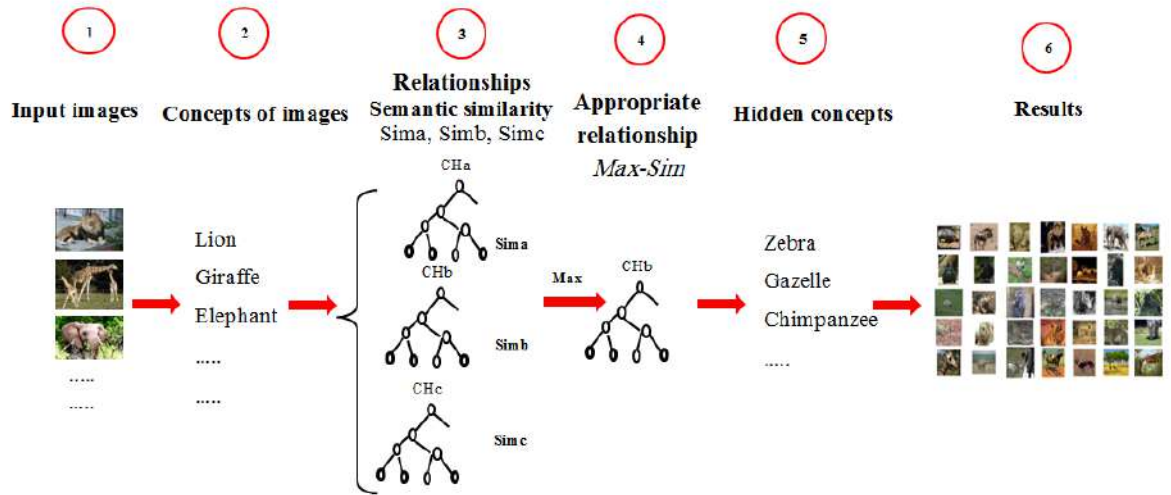 1
2
3
4
5
6
Input images
Concepts of images
Relationships
Semantic similarity
Sima, Simb, Simc
Appropriate
relationship
Max-Sim
Hidden concepts
Results
.....
.....
Lion
Giraffe
Elephant
.....
.....
CHa
Sima
CHb
Simb
CHc
Simc
Max
CHb
Zebra
Gazelle
Chimpanzee
.....